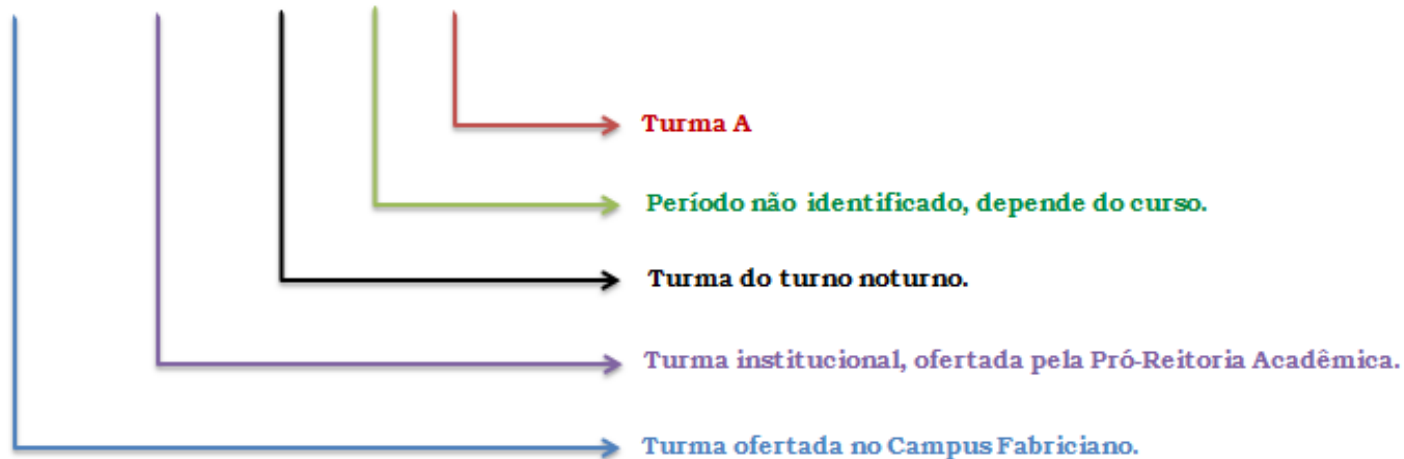 Turma A
Período não identificado, depende do curso.
Turma do turno noturno.
Turma institucional, ofertada pela Pró-Reitoria Acadêmica.
Turma ofertada no Campus Fabriciano.